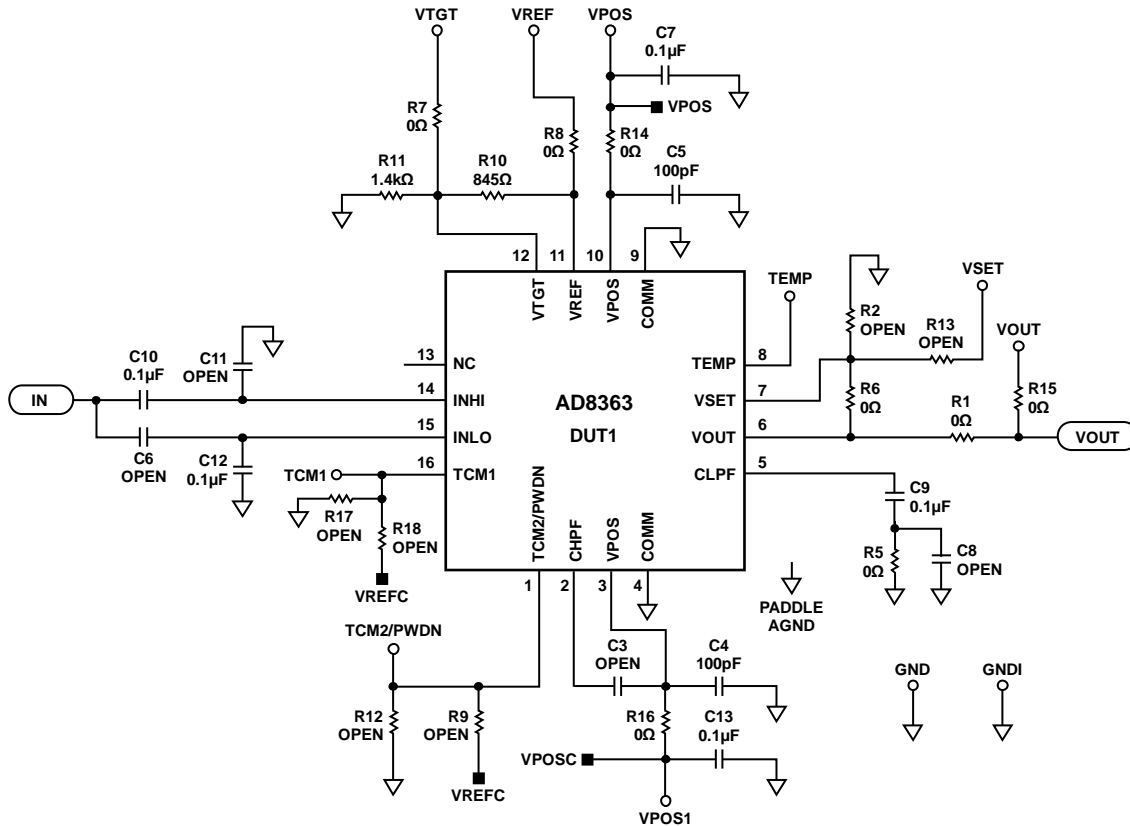 VTGT
VREF
VPOS
C7
0.1µF
VPOS
R7
0Ω
R8
0Ω
R14
0Ω
C5
100pF
R11
1.4kΩ
R10
845Ω
12
11
10
9
VTGT
VREF
VPOS
COMM
TEMP
VSET
R2
OPEN
R13
OPEN
VOUT
C10
0.1µF
C11
OPEN
13
NC
TEMP
8
IN
14
INHI
AD8363
VSET
7
R6
0Ω
R1
0Ω
R15
0Ω
15
INLO
DUT1
VOUT
6
VOUT
C6
OPEN
C12
0.1µF
TCM1
16
TCM1
CLPF
5
C9
0.1µF
R17
OPEN
R18
OPEN
TCM2/PWDN
CHPF
VPOS
COMM
R5
0Ω
C8
OPEN
VREFC
1
2
3
4
PADDLE
AGND
TCM2/PWDN
C3
OPEN
C4
100pF
GND
GNDI
R12
OPEN
R9
OPEN
R16
0Ω
C13
0.1µF
VPOSC
VREFC
VPOS1